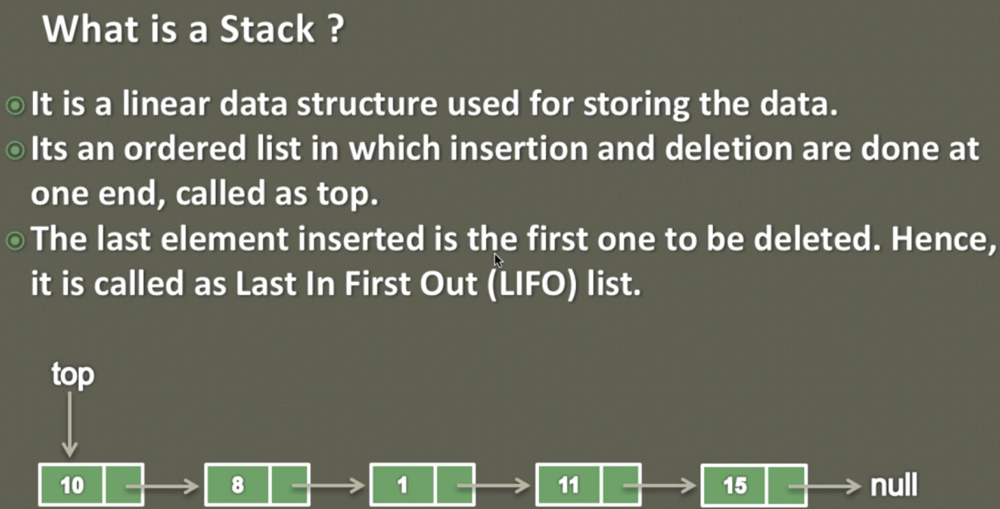 What is a Stack ?
It is a linear data structure used for storing the data.
Its an ordered list in which insertion and deletion are done at
one end, called as top.
The last element inserted is the first one to be deleted. Hence,
it is called as Last In First Out (LIFO) list.
top
10 8 1 11 15 null